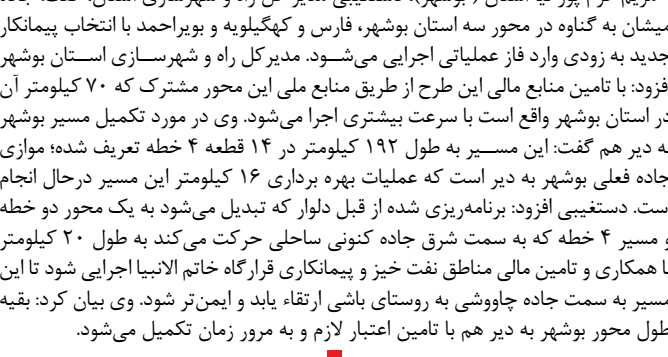 میشان به گناوه در محور سه استان بوشهر، فارس و کهگیلویه و بویراحمد با انتخاب پیمانکار
جدید به زودی وارد فاز عملیاتی اجرایی می‌شود. مدیرکل راه و شهرسازی استان بوشهر
افزود: با تامین منابع مالی این طرح از طریق منابع ملی این محور مشترک که ۷۰ کیلومتر آن
در استان بوشهر واقع است با سرعت بیشتری اجرا می‌شود. وی در مورد تکمیل مسیر بوشهر
به دیر هم گفت: این مسیر به طول ۱۹۲ کیلومتر در ۱۴ قطعه ۴ خطه تعریف شده؛ موازی
جاده فعلی بوشهر به دیر است که عملیات بهره برداری ۱۶ کیلومتر این مسیر درحال انجام
است. دستغیبی افزود: برنامه‌ریزی شده از قبل دلوار که تبدیل می‌شود به یک محور دو خطه
و مسیر ۴ خطه که به سمت شرق جاده کنونی ساحلی حرکت می‌کند به طول ۲۰ کیلومتر
با همکاری و تامین مالی مناطق نفت خیز و پیمانکاری قرارگاه خاتم الانبیا اجرایی شود تا این
مسیر به سمت جاده چاووشی به روستای باشی ارتقاء یابد و ایمن‌تر شود. وی بیان کرد: بقیه
طول محور بوشهر به دیر هم با تامین اعتبار لازم و به مرور زمان تکمیل می‌شود.